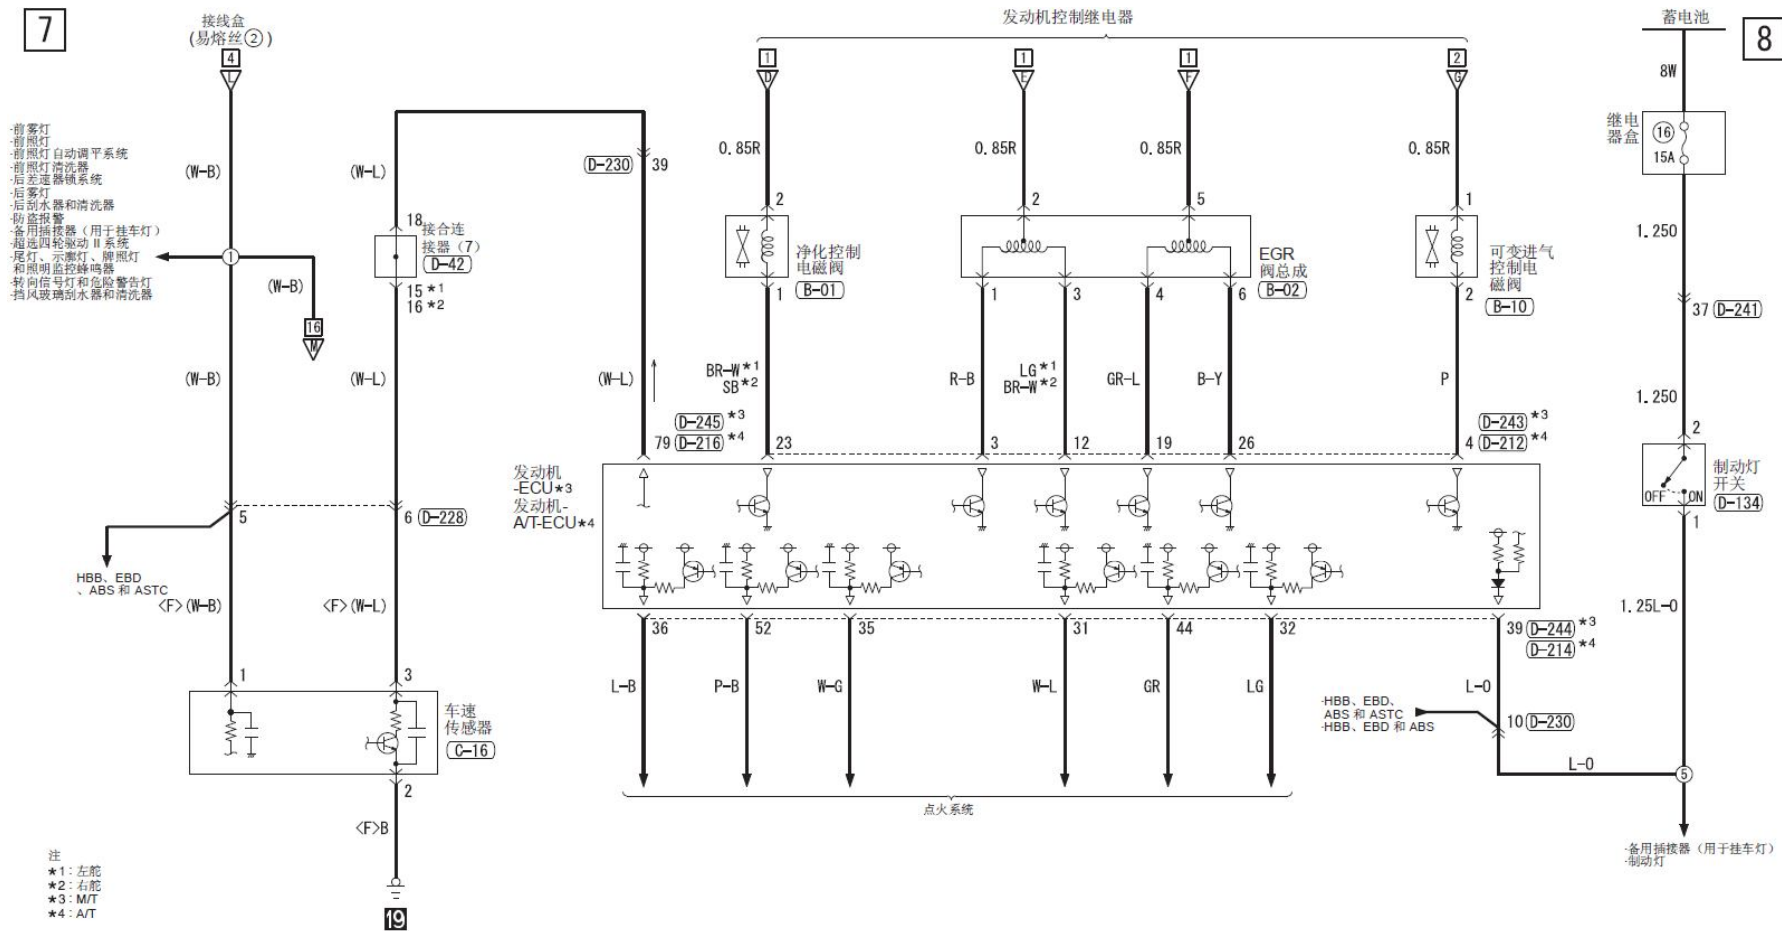 7
接线盒
(易熔丝②)
4
L
发动机控制继电器
1
D
1
E
1
F
2
G
蓄电池
8
8W
继电
器盒
16
15A
-前雾灯
-前照灯
-前照灯自动调平系统
-前照灯清洗器
-后差速器锁系统
-后雾灯
-后刮水器和清洗器
-防盗报警
-备用插接器（用于挂车灯）
-超选四轮驱动 II 系统
-尾灯、示廓灯、牌照灯
和照明监控蜂鸣器
-转向信号灯和危险警告灯
-挡风玻璃刮水器和清洗器
(W-B)
(W-L)
(D-230) 39
0.85R
0.85R
0.85R
0.85R
18
接合连
接器（7）
D-42
15 *1
16 *2
1
(W-B)
16
M
2
净化控制
电磁阀
B-01
1
2
5
EGR
阀总成
B-02
1
3
4
6
1
可变进气
控制电
磁阀
B-10
2
1.250
37 D-241
1.250
(W-B)
(W-L)
(W-L)
BR-W*1
SB*2
R-B
LG*1
BR-W*2
GR-L
B-Y
P
D-245 *3
79 D-216 *4
23
3
12
19
26
D-243 *3
4 D-212 *4
2
制动灯
开关
D-134
OFF
ON
1
发动机
-ECU*3
发动机-
A/T-ECU*4
5
6 D-228
HBB、EBD
、ABS 和 ASTC
<F>(W-B)
<F>(W-L)
1.25L-O
36
52
35
31
44
32
39 D-244 *3
D-214 *4
1
3
车速
传感器
C-16
2
L-B
P-B
W-G
W-L
GR
LG
L-O
-HBB、EBD、
ABS 和 ASTC
-HBB、EBD 和 ABS
10 D-230
L-O
5
点火系统
<F>B
19
-备用插接器（用于挂车灯）
-制动灯
注
*1：左舵
*2：右舵
*3：M/T
*4：A/T